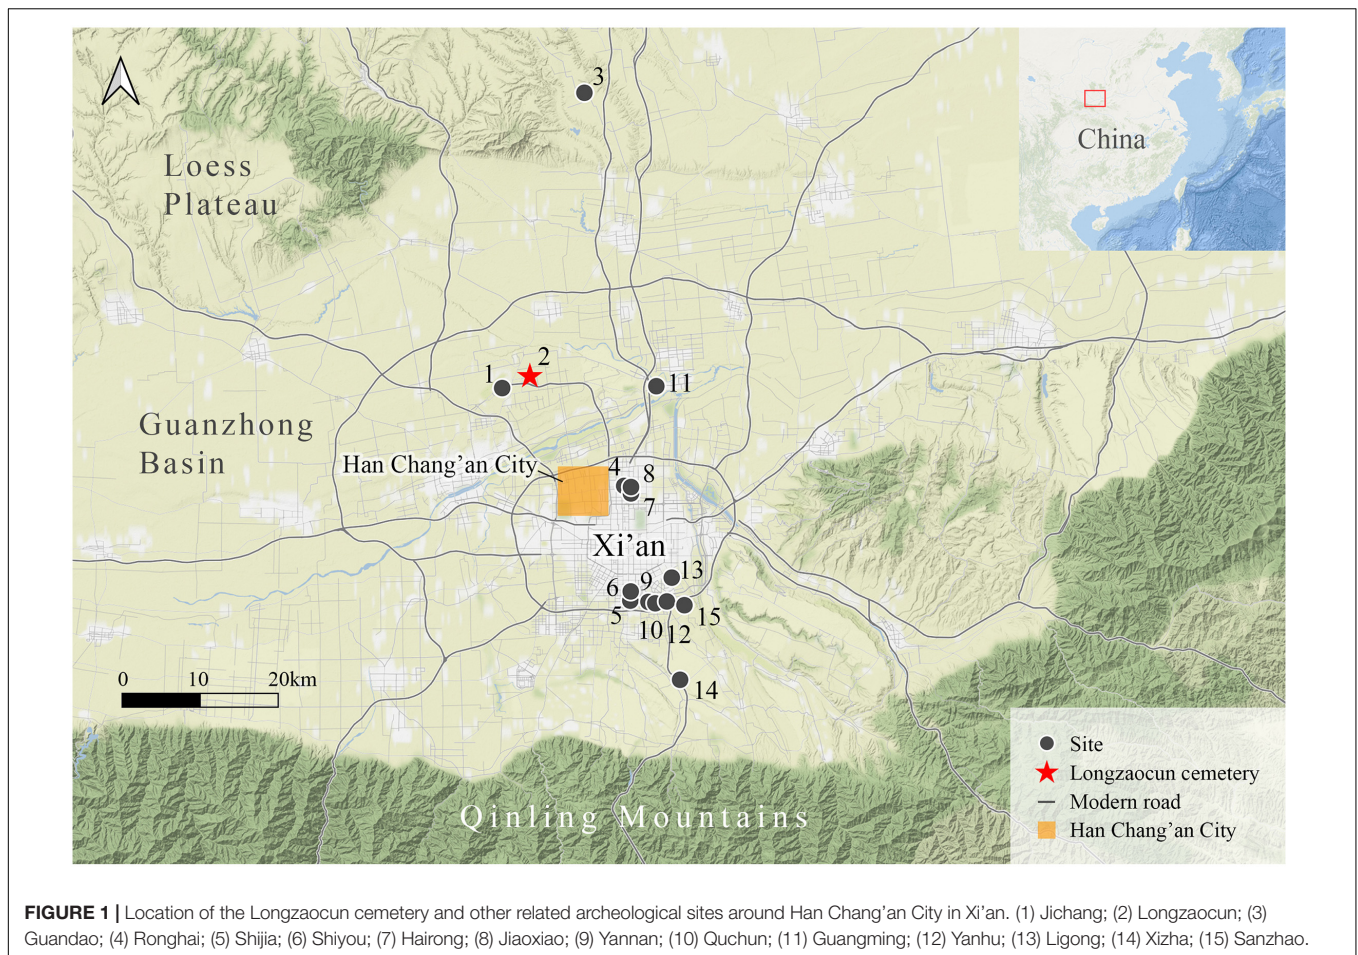 3
Loess
Plateau
China
2
1
11
Guanzhong
Basin
Han Chang’an City
4
8
7
Xi’an
13
6
9
5
15
10
12
14
0
10
20km
Site
Longzaocun cemetery
Modern road
Han Chang’an City
Qinling Mountains
FIGURE 1 | Location of the Longzaocun cemetery and other related archeological sites around Han Chang’an City in Xi’an. (1) Jichang; (2) Longzaocun; (3)
Guandao; (4) Ronghai; (5) Shijia; (6) Shiyou; (7) Hairong; (8) Jiaoxiao; (9) Yannan; (10) Quchun; (11) Guangming; (12) Yanhu; (13) Ligong; (14) Xizha; (15) Sanzhao.